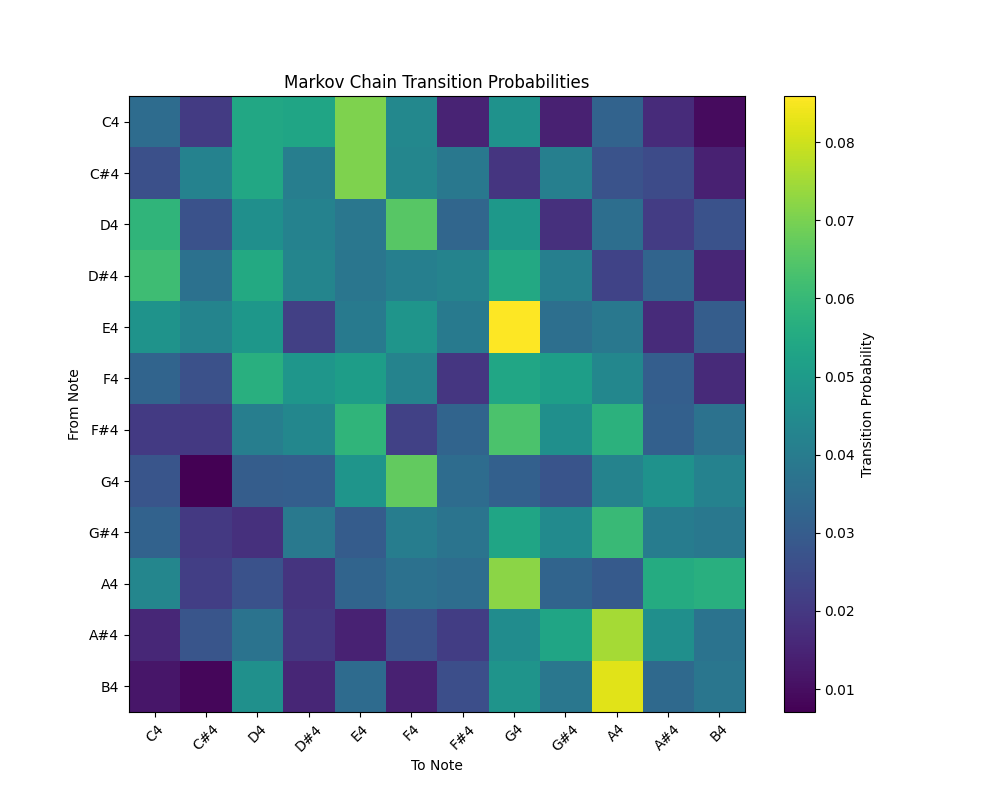 Markov Chain Transition Probabilities
From Note
C4
C#4
D4
D#4
E4
F4
F#4
G4
G#4
A4
A#4
B4
C4
C#4
D4
D#4
E4
F4
F#4
G4
G#4
A4
A#4
B4
To Note
0.08
0.07
0.06
0.05
0.04
0.03
0.02
0.01
Transition Probability